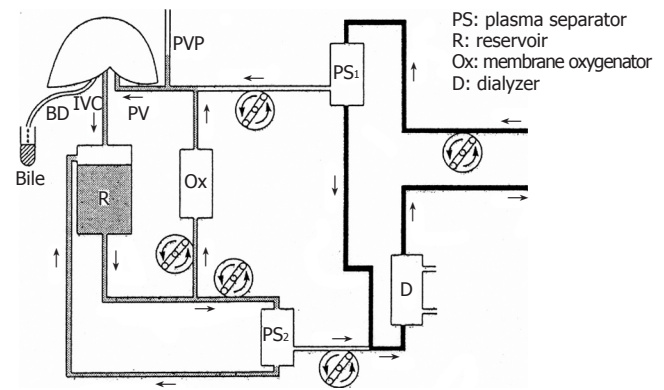 PS: plasma separator
R: reservoir
Ox: membrane oxygenator
D: dialyzer
PVP
PS1
IVC
BD
PV
Bile
R
Ox
D
PS2